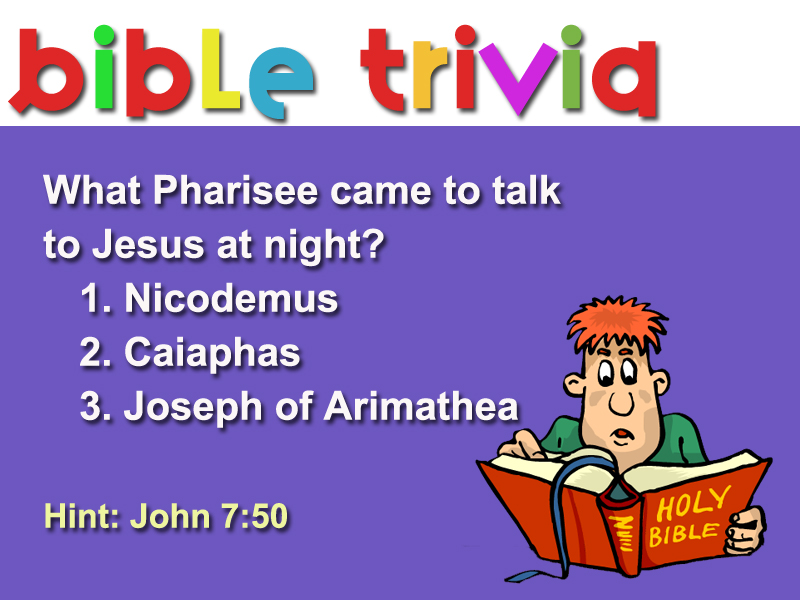 bible trivia
What Pharisee came to talk
to Jesus at night?
1. Nicodemus
2. Caiaphas
3. Joseph of Arimathea
Hint: John 7:50
HOLY
BIBLE